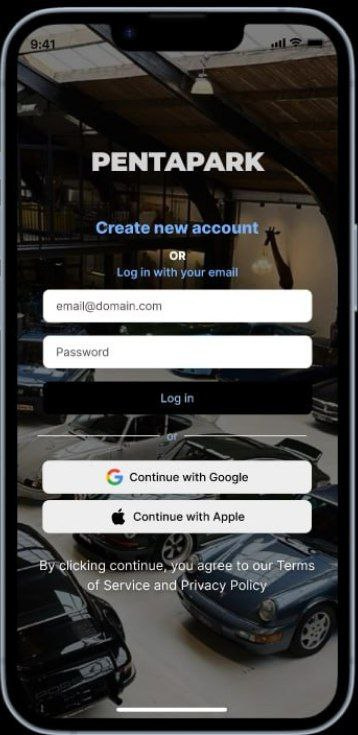 9:41
PENTAPARK
Create new account
OR
Log in with your email
email@domain.com
Password
Log in
or
Continue with Google
Continue with Apple
By clicking continue, you agree to our Terms
of Service and Privacy Policy